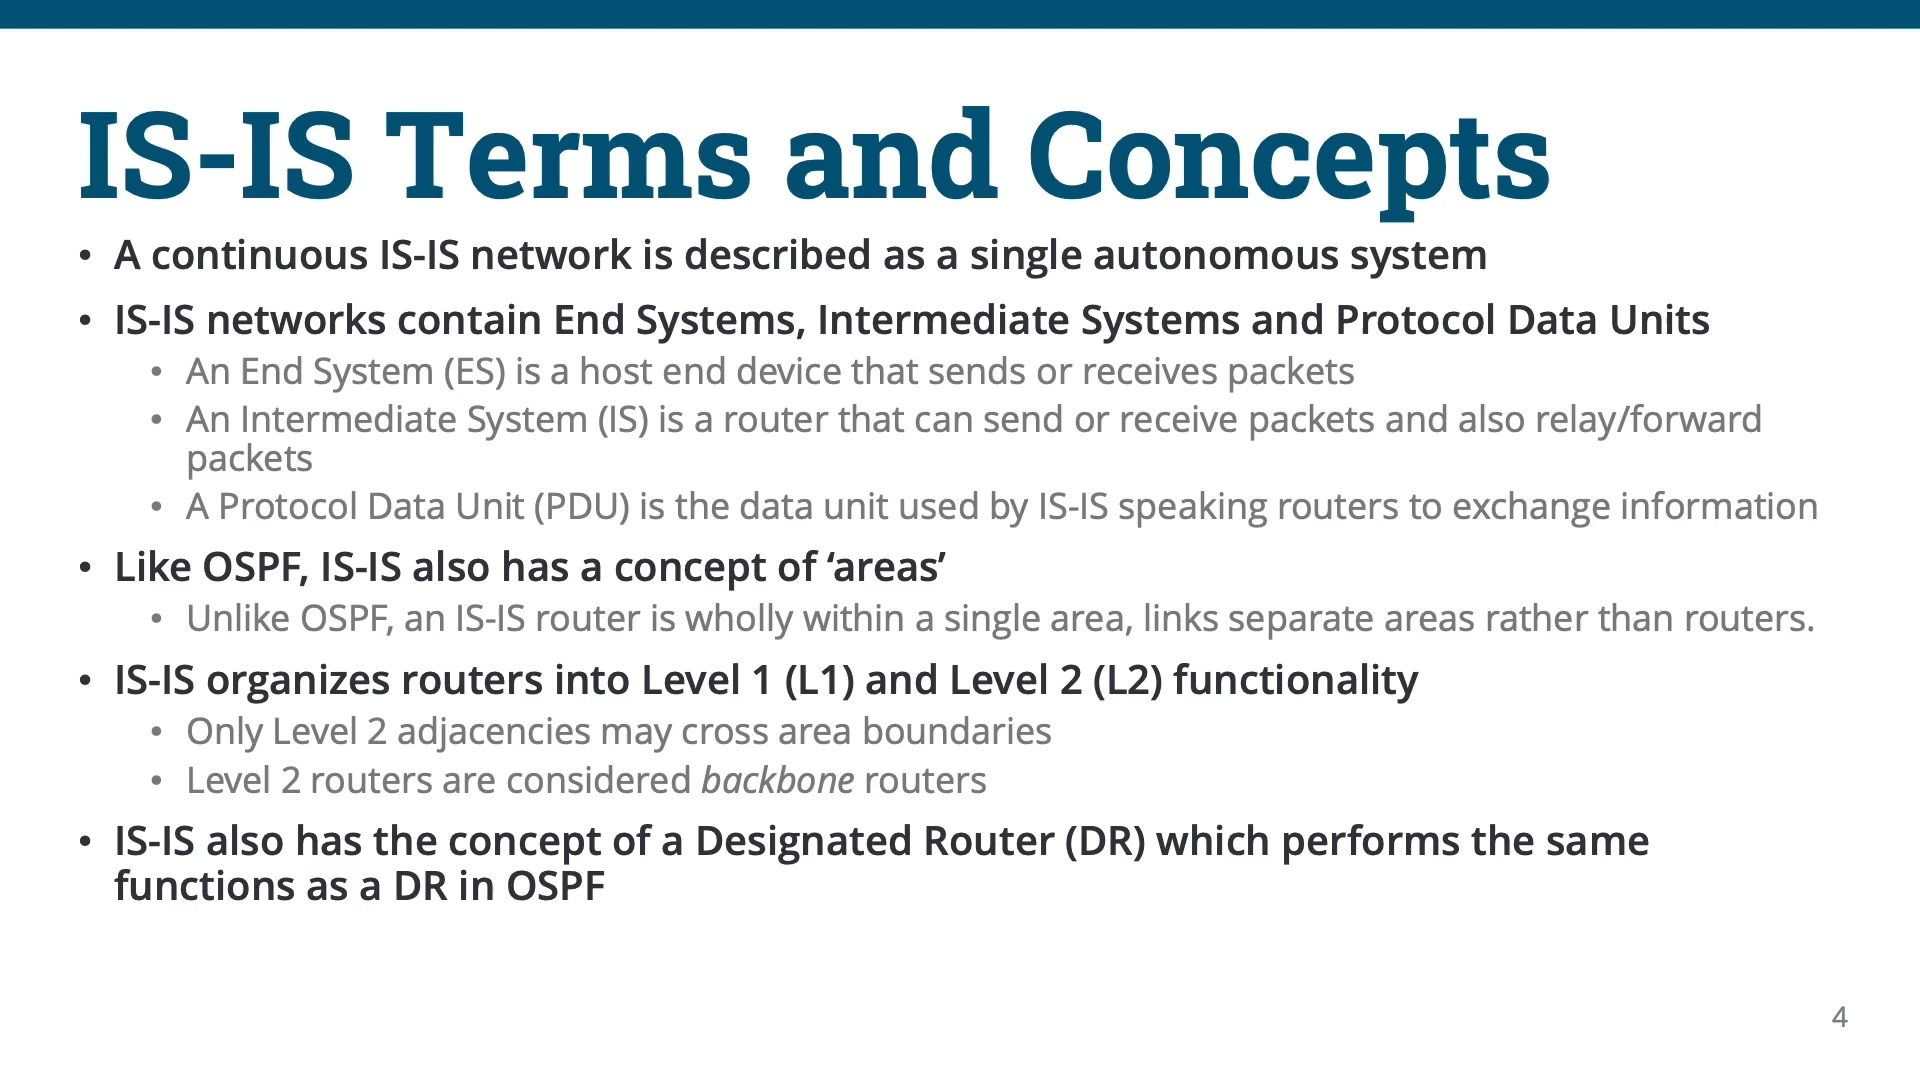 IS-IS Terms and Concepts
• A continuous IS-IS network is described as a single autonomous system
• IS-IS networks contain End Systems, Intermediate Systems and Protocol Data Units
• An End System (ES) is a host end device that sends or receives packets
• An Intermediate System (IS) is a router that can send or receive packets and also relay/forward
packets
• A Protocol Data Unit (PDU) is the data unit used by IS-IS speaking routers to exchange information
• Like OSPF, IS-IS also has a concept of ‘areas’
• Unlike OSPF, an IS-IS router is wholly within a single area, links separate areas rather than routers.
• IS-IS organizes routers into Level 1 (L1) and Level 2 (L2) functionality
• Only Level 2 adjacencies may cross area boundaries
• Level 2 routers are considered backbone routers
• IS-IS also has the concept of a Designated Router (DR) which performs the same
functions as a DR in OSPF
4